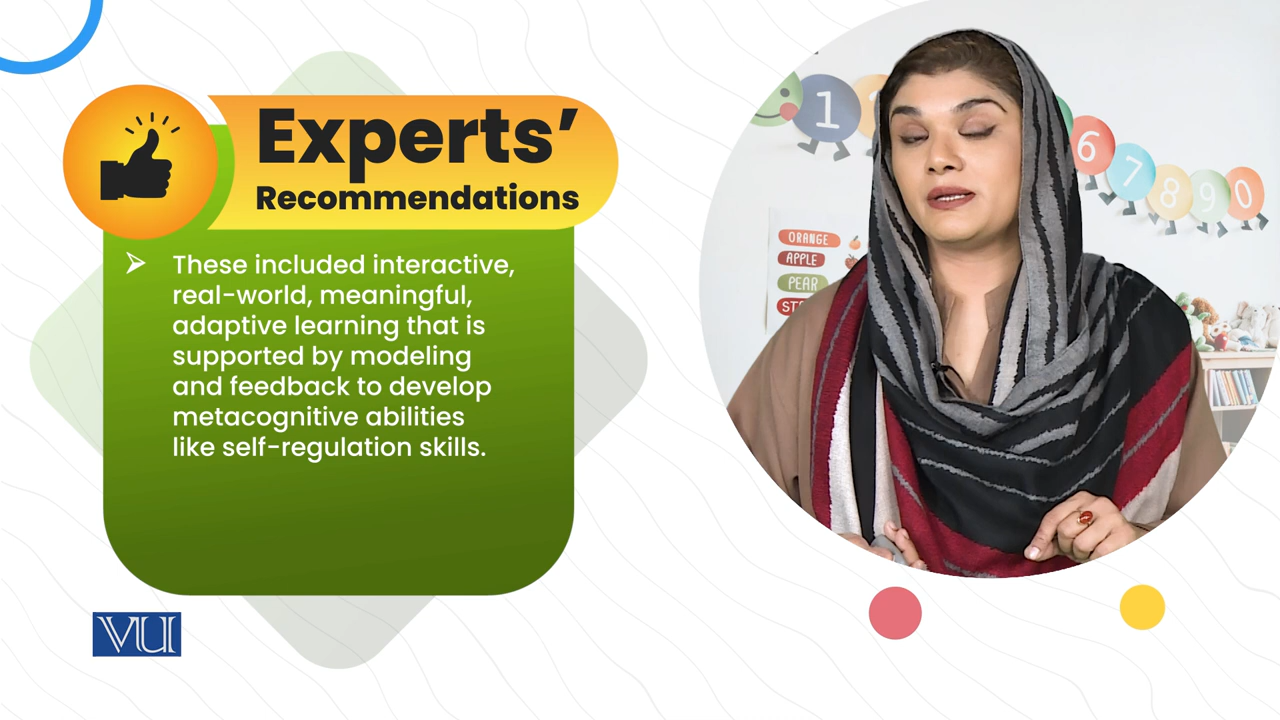 Experts’
Recommendations
These included interactive,
real-world, meaningful,
adaptive learning that is
supported by modeling
and feedback to develop
metacognitive abilities
like self-regulation skills.
VU
1
6
7
8
9
0
ORANGE
APPLE
PEAR